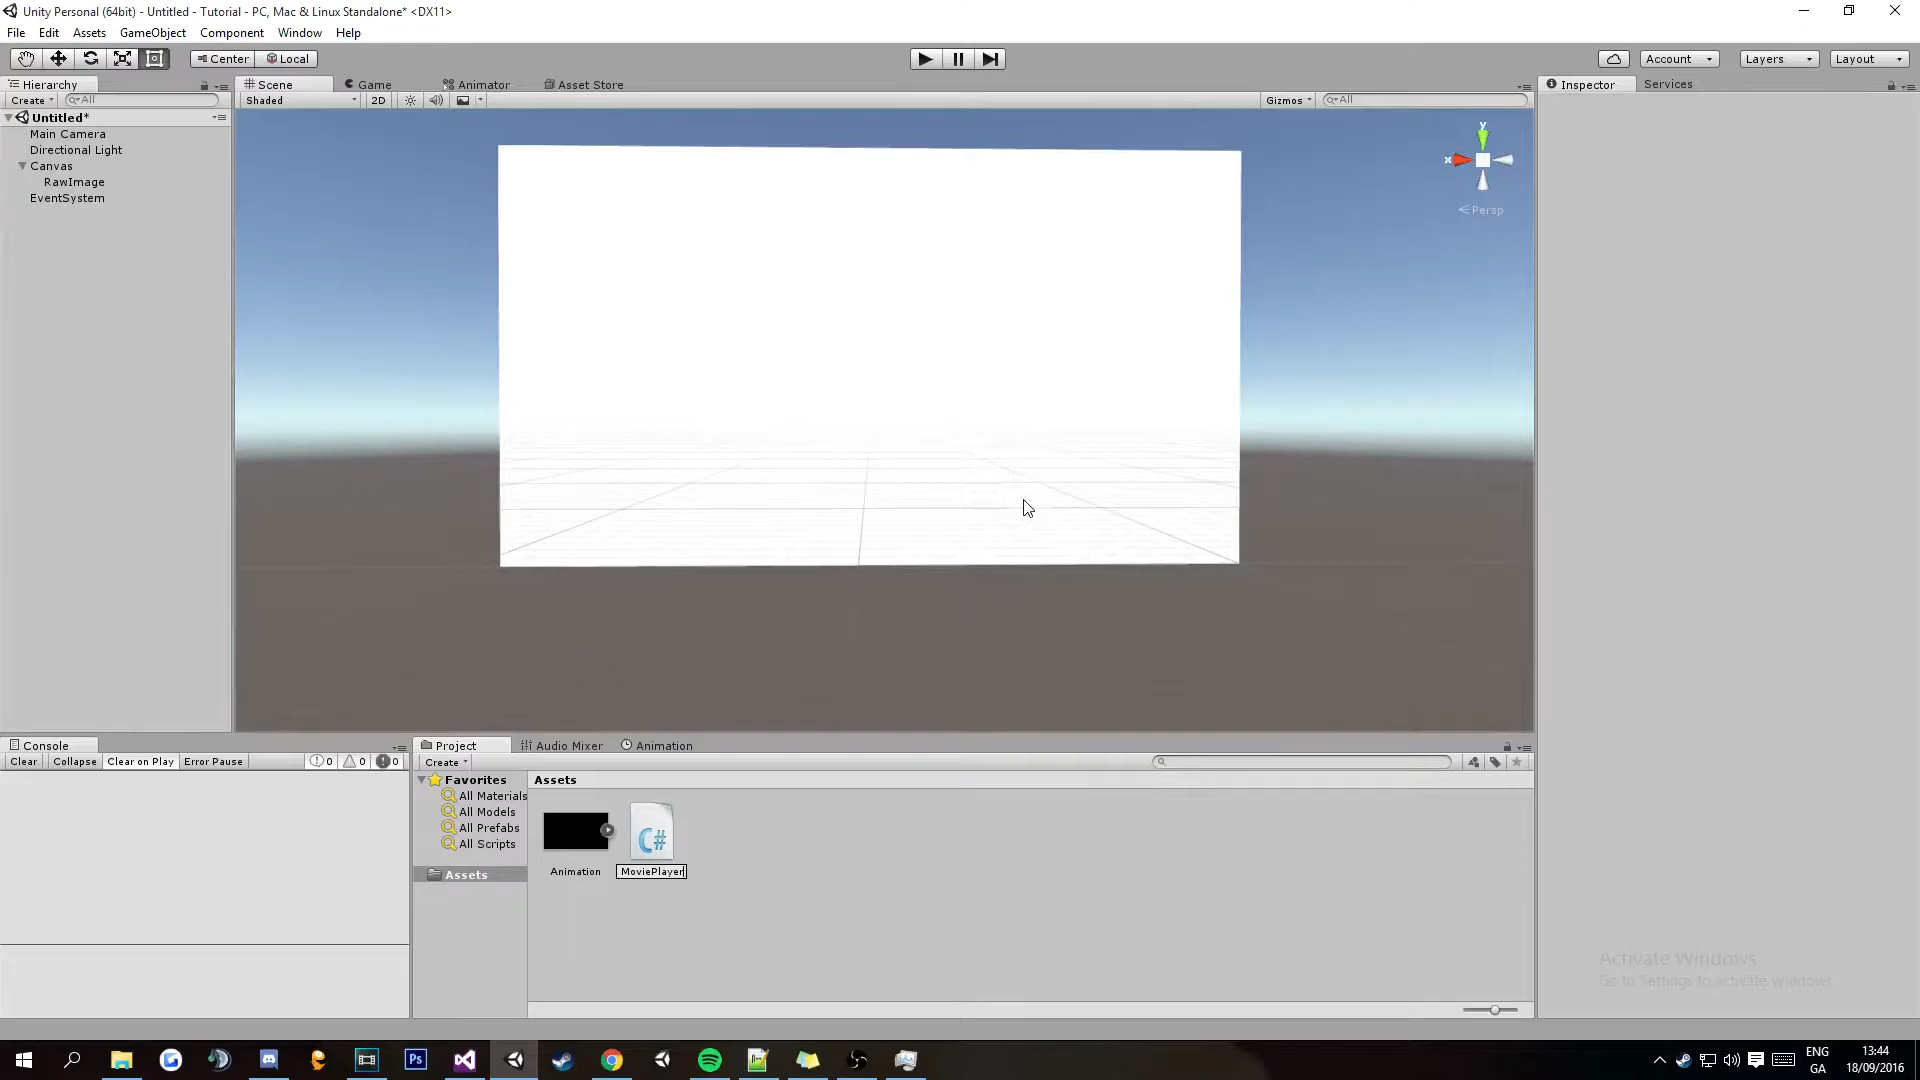 Unity Personal (64bit) - Untitled - Tutorial - PC, Mac & Linux Standalone* <DX11>
File Edit Assets GameObject Component Window Help
Center Local Account Layers Layout
Hierarchy Scene Game Animator Asset Store Inspector Services
Create All Shaded 2D Gizmos All
Untitled*
Main Camera
Directional Light
Canvas
RawImage
EventSystem
y
x
Persp
Console Project Audio Mixer Animation
Clear Collapse Clear on Play Error Pause 0 0 0 Create
Favorites Assets
All Materials
All Models
All Prefabs
All Scripts
Assets
C#
Animation MoviePlayer
Activate Windows
Go to Settings to activate Windows.
Ps
ENG
GA
13:44
18/09/2016